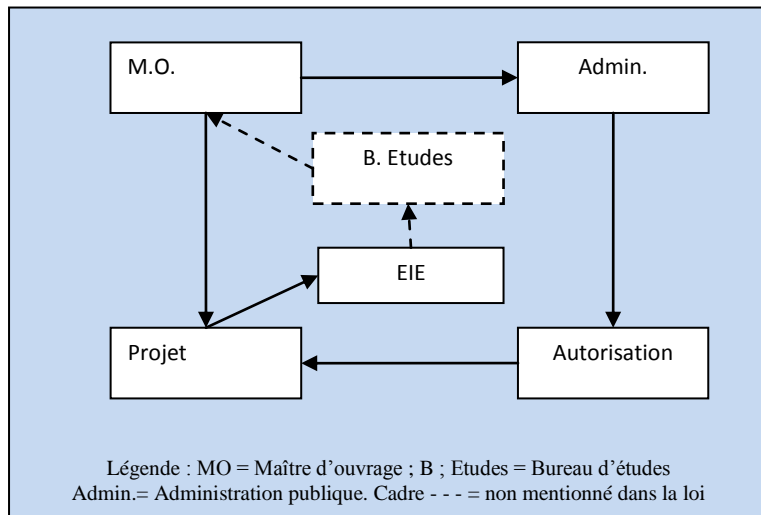 M.O.
Admin.
B. Etudes
EIE
Projet
Autorisation
Légende : MO = Maître d’ouvrage ; B ; Etudes = Bureau d’études
Admin.= Administration publique. Cadre - - - = non mentionné dans la loi